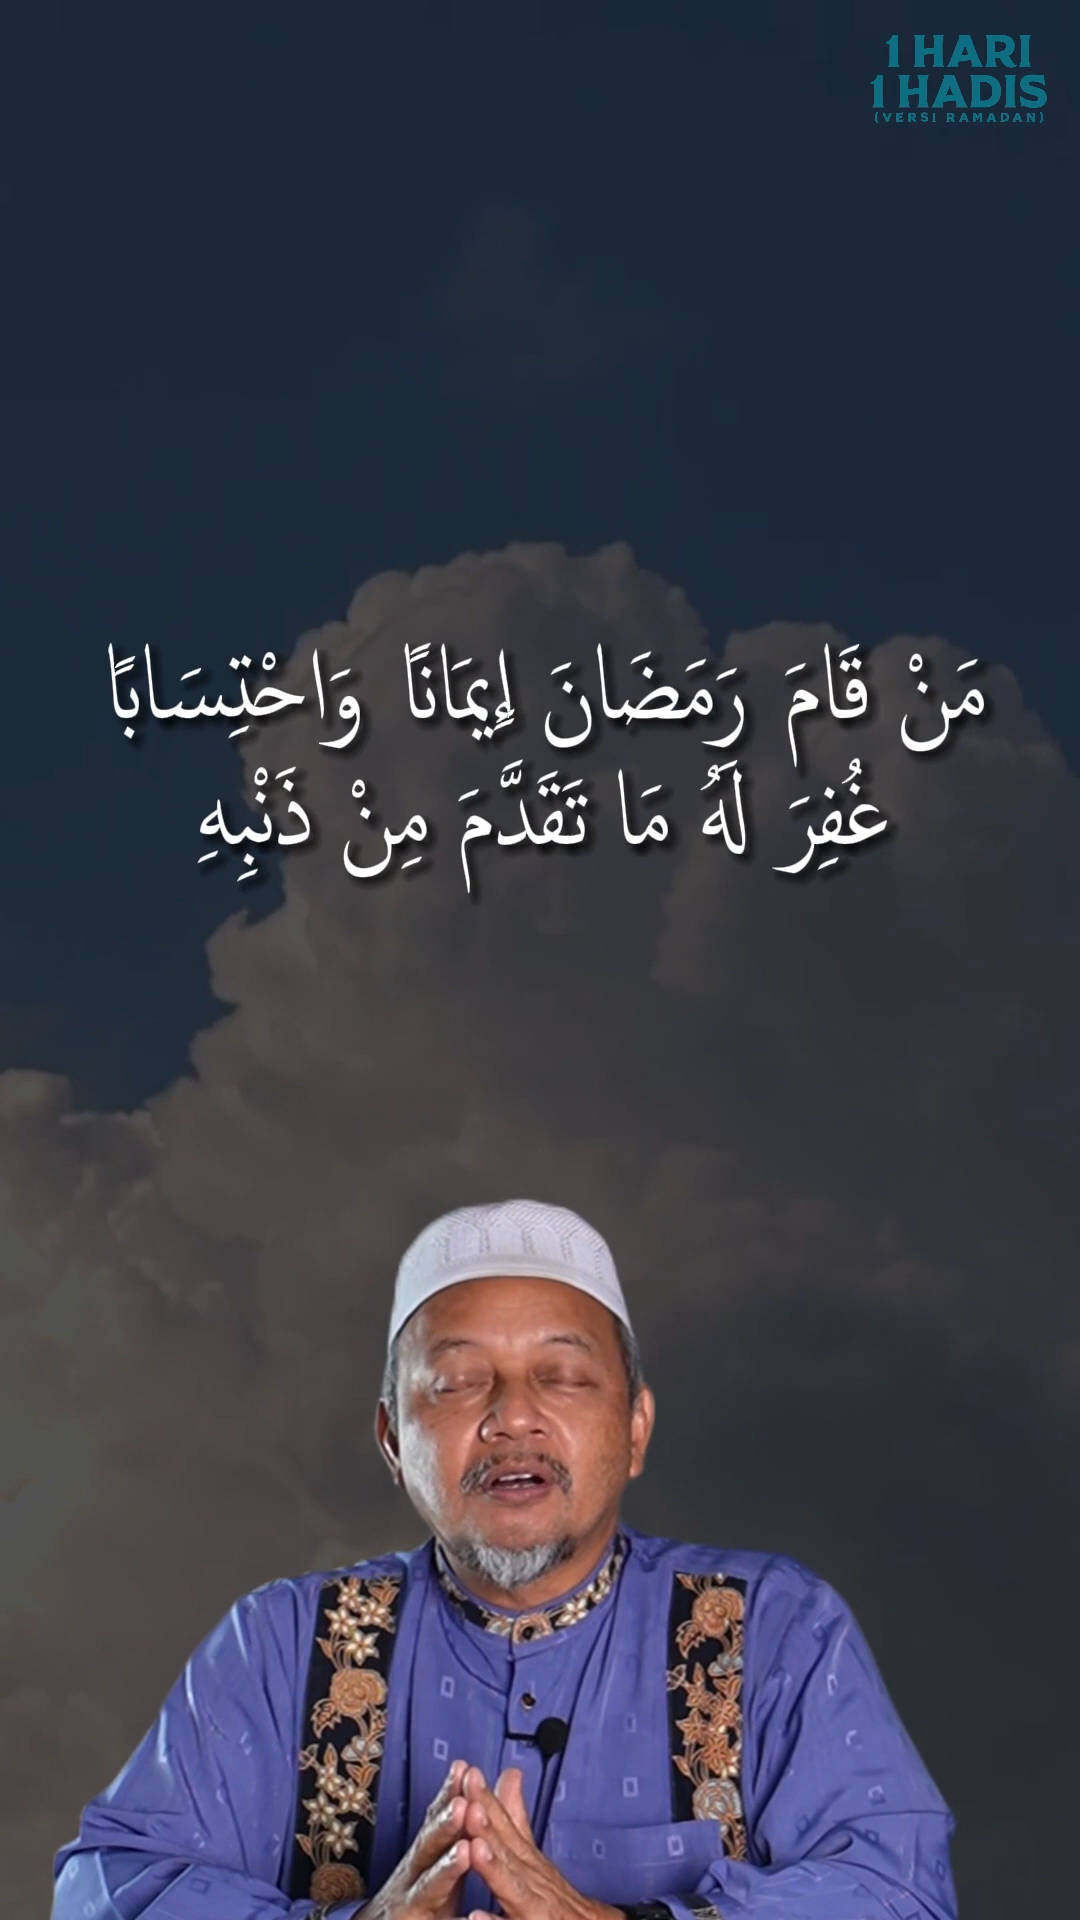 1 HARI
1 HADIS
(VERSI RAMADAN)
مَنْ قَامَ رَمَضَانَ إِيمَانًا وَاحْتِسَابًا
غُفِرَ لَهُ مَا تَقَدَّمَ مِنْ ذَنْبِهِ